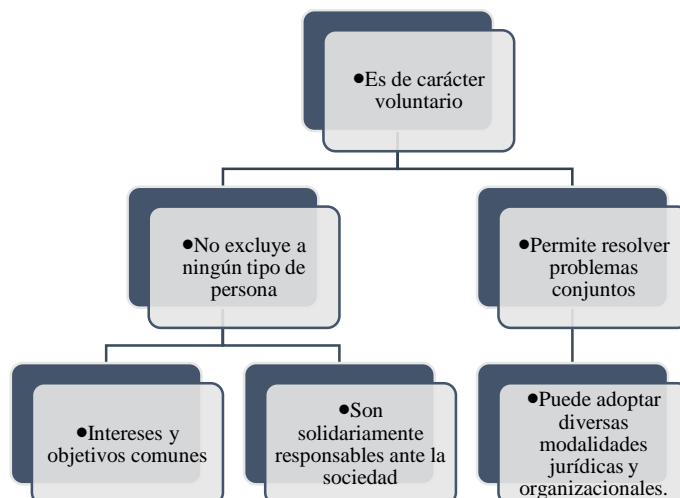 •Es de carácter
voluntario
•No excluye a
ningún tipo de
persona
•Permite resolver
problemas
conjuntos
•Intereses y
objetivos comunes
•Son
solidariamente
responsables ante la
sociedad
•Puede adoptar
diversas
modalidades
jurídicas y
organizacionales.